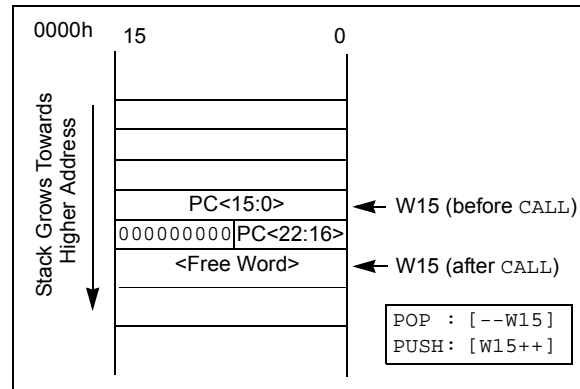 0000h
15 0
Stack Grows Towards
Higher Address
PC<15:0>
W15 (before CALL)
000000000 PC<22:16>
<Free Word>
W15 (after CALL)
POP : [--W15]
PUSH: [W15++]